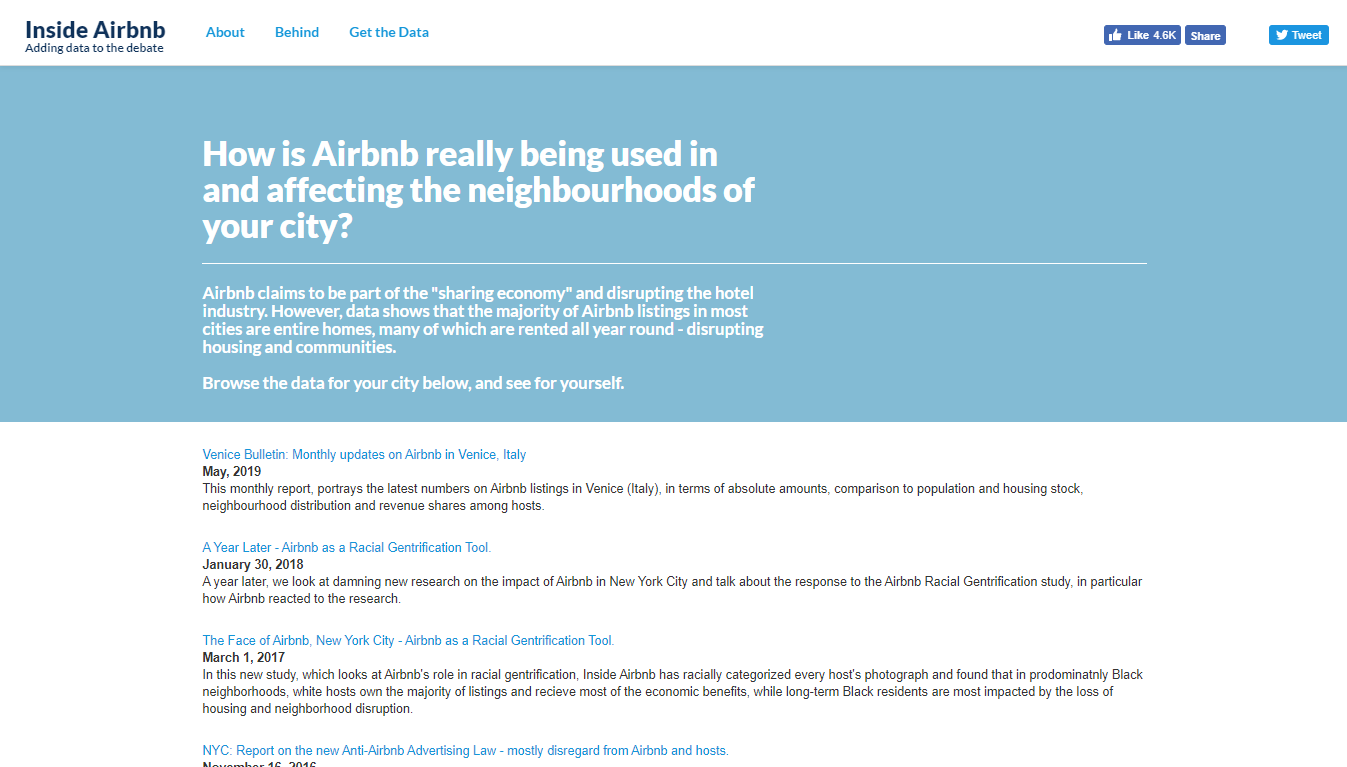 Inside Airbnb
Adding data to the debate
About
Behind
Get the Data
Like 4.6K
Share
Tweet
How is Airbnb really being used in
and affecting the neighbourhoods of
your city?
Airbnb claims to be part of the "sharing economy" and disrupting the hotel
industry. However, data shows that the majority of Airbnb listings in most
cities are entire homes, many of which are rented all year round - disrupting
housing and communities.
Browse the data for your city below, and see for yourself.
Venice Bulletin: Monthly updates on Airbnb in Venice, Italy
May, 2019
This monthly report, portrays the latest numbers on Airbnb listings in Venice (Italy), in terms of absolute amounts, comparison to population and housing stock,
neighbourhood distribution and revenue shares among hosts.
A Year Later - Airbnb as a Racial Gentrification Tool.
January 30, 2018
A year later, we look at damning new research on the impact of Airbnb in New York City and talk about the response to the Airbnb Racial Gentrification study, in particular
how Airbnb reacted to the research.
The Face of Airbnb, New York City - Airbnb as a Racial Gentrification Tool.
March 1, 2017
In this new study, which looks at Airbnb's role in racial gentrification, Inside Airbnb has racially categorized every host's photograph and found that in prodominatnly Black
neighborhoods, white hosts own the majority of listings and recieve most of the economic benefits, while long-term Black residents are most impacted by the loss of
housing and neighborhood disruption.
NYC: Report on the new Anti-Airbnb Advertising Law - mostly disregard from Airbnb and hosts.
November 16, 2016